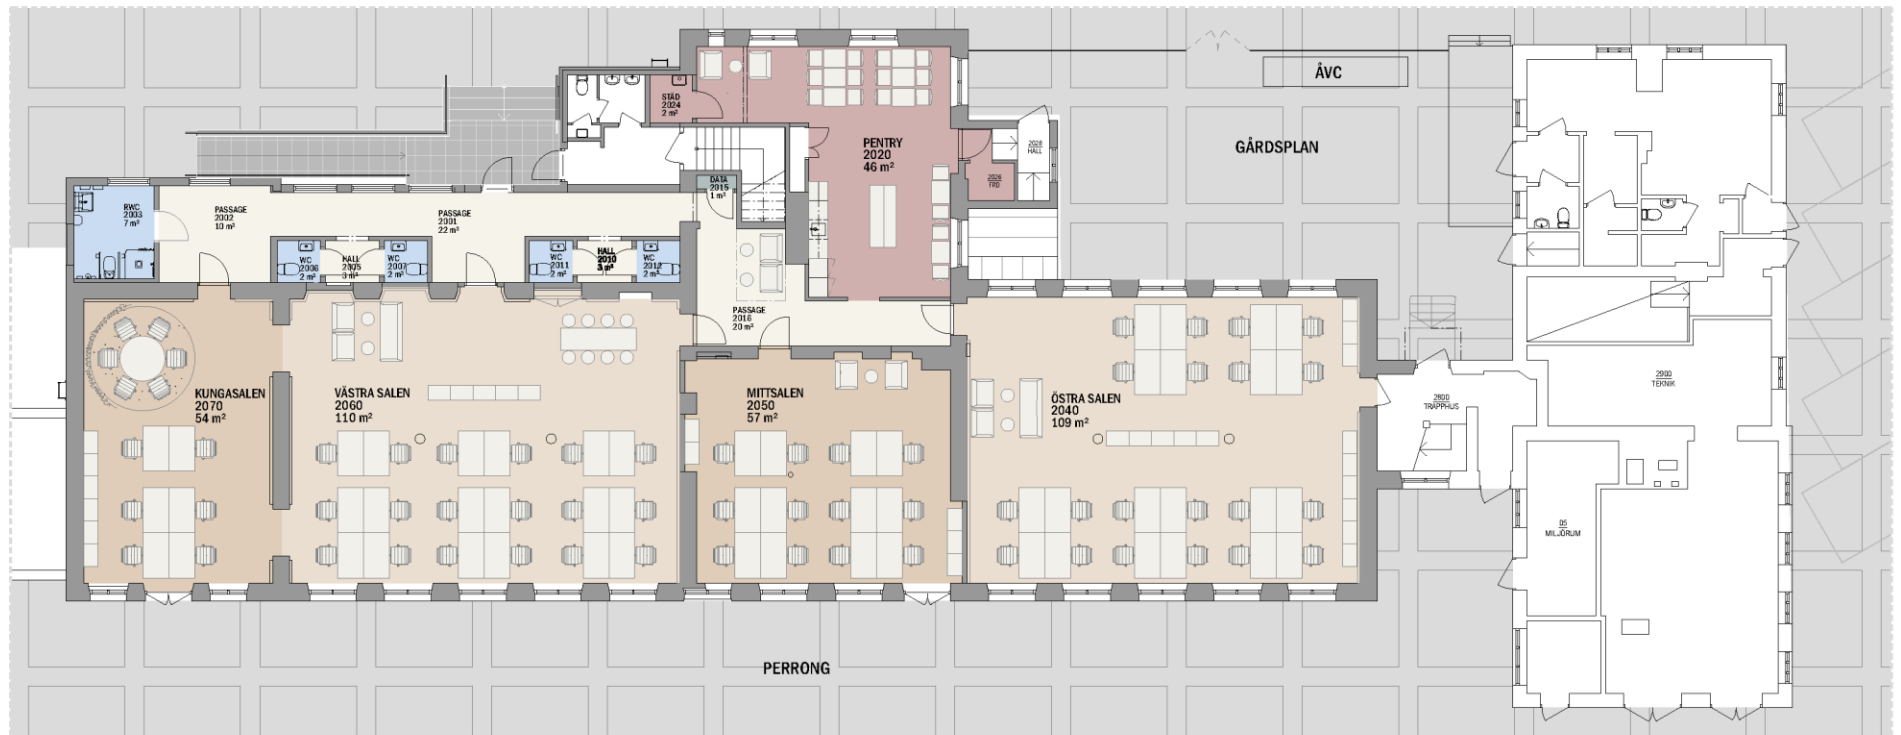 ÅVC
STÄD
2024
2 m²
PENTRY
2020
46 m²
2028
HALL
GÅRDSPLAN
2026
FRD
DATA
2015
1 m²
RWC
2003
7 m²
PASSAGE
2002
10 m²
PASSAGE
2001
22 m²
WC
2006
2 m²
HALL
2005
3 m²
WC
2007
2 m²
WC
2011
2 m²
HALL
2010
3 m²
WC
2012
2 m²
PASSAGE
2016
20 m²
KUNGASALEN
2070
54 m²
VÄSTRA SALEN
2060
110 m²
MITTSALEN
2050
57 m²
ÖSTRA SALEN
2040
109 m²
2800
TRAPPHUS
2900
TEKNIK
05
MILJÖRUM
PERRONG